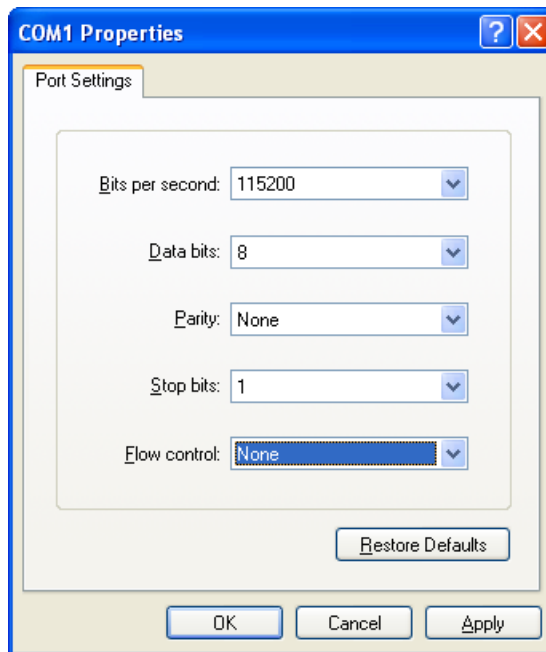 COM1 Properties
Port Settings
Bits per second: 115200
Data bits: 8
Parity: None
Stop bits: 1
Flow control: None
Restore Defaults
OK Cancel Apply